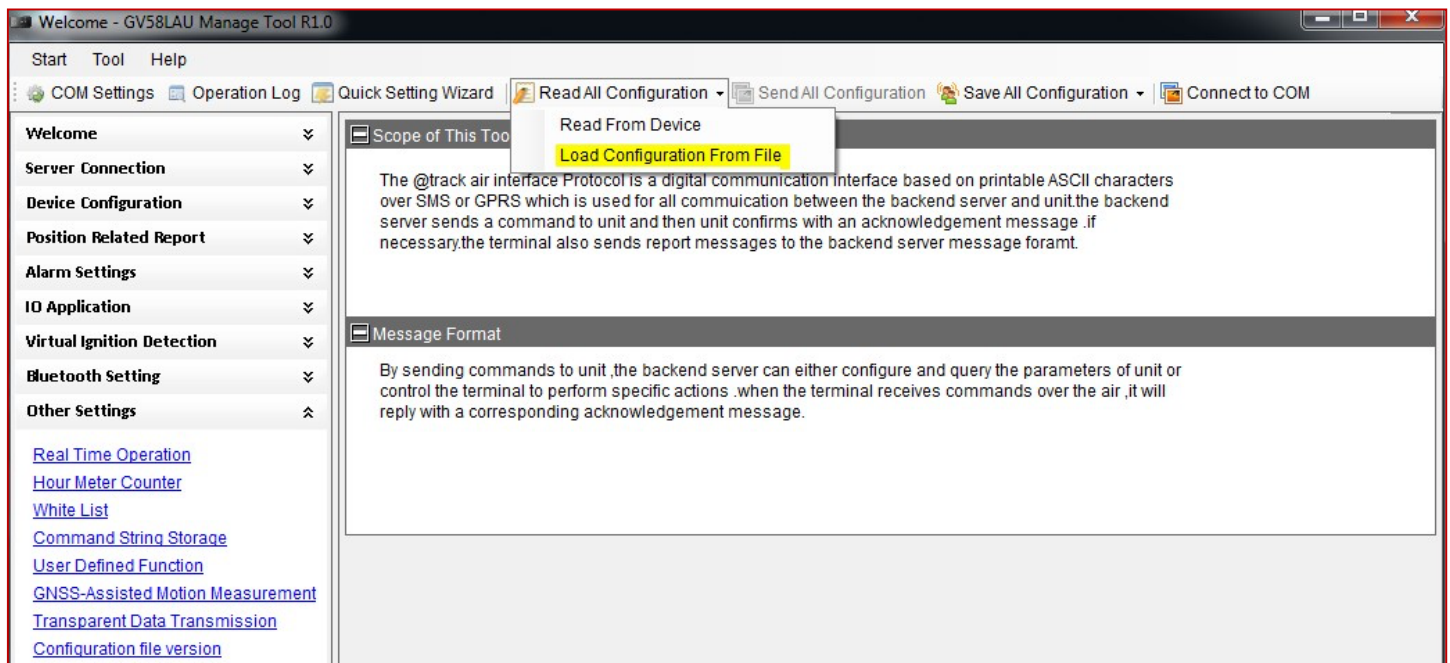 Welcome - GV58LAU Manage Tool R1.0
Start Tool Help
COM Settings Operation Log Quick Setting Wizard Read All Configuration Send All Configuration Save All Configuration Connect to COM
Read From Device
Load Configuration From File
Welcome
Server Connection
Device Configuration
Position Related Report
Alarm Settings
IO Application
Virtual Ignition Detection
Bluetooth Setting
Other Settings
Real Time Operation
Hour Meter Counter
White List
Command String Storage
User Defined Function
GNSS-Assisted Motion Measurement
Transparent Data Transmission
Configuration file version
Scope of This Too
The @track air interface Protocol is a digital communication interface based on printable ASCII characters
over SMS or GPRS which is used for all commuication between the backend server and unit.the backend
server sends a command to unit and then unit confirms with an acknowledgement message .if
necessary.the terminal also sends report messages to the backend server message foramt.
Message Format
By sending commands to unit ,the backend server can either configure and query the parameters of unit or
control the terminal to perform specific actions .when the terminal receives commands over the air ,it will
reply with a corresponding acknowledgement message.